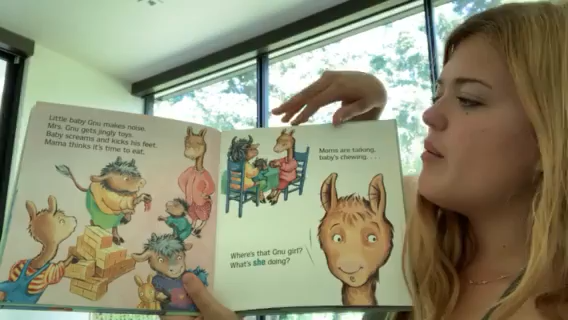 Little baby Gnu makes noise.
Mrs. Gnu gets jingly toys.
Baby screams and kicks his feet.
Mama thinks it's time to eat.
Moms are talking,
baby's chewing. . . .
Where's that Gnu girl?
What's she doing?